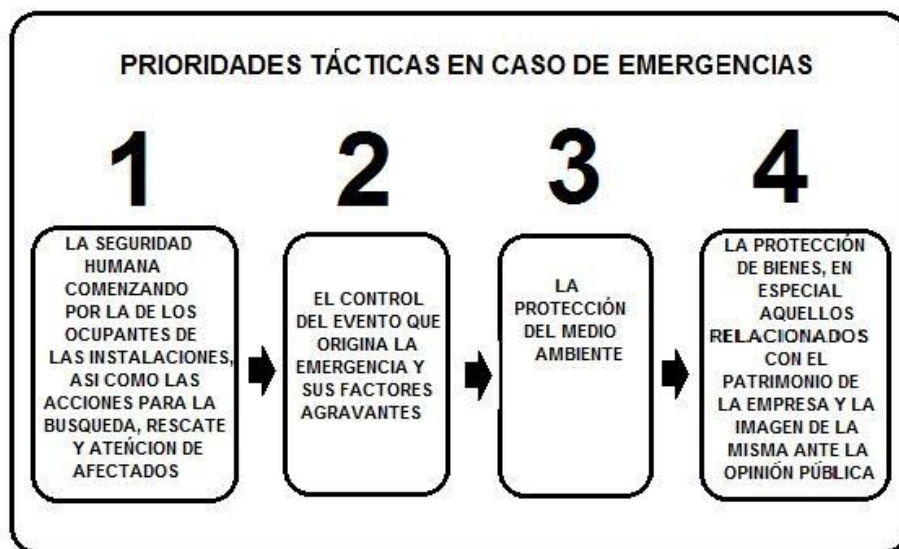 PRIORIDADES TÁCTICAS EN CASO DE EMERGENCIAS
1
LA SEGURIDAD
HUMANA
COMENZANDO
POR LA DE LOS
OCUPANTES DE
LAS INSTALACIONES,
ASI COMO LAS
ACCIONES PARA LA
BUSQUEDA, RESCATE
Y ATEŃCION DE
AFECTADOS
2
EL CONTROL
DEL EVENTO QUE
ORIGINA LA
EMERGENCIA Y
SUS FACTORES
AGRAVANTES
3
LA
PROTECCIÓN
DEL MEDIO
AMBIENTE
4
LA PROTECCIÓN
DE BIENES, EN
ESPECIAL
AQUELLOS
RELACIONADOS
CON EL
PATRIMONIO DE
LA EMPRESA Y LA
IMAGEN DE LA
MISMA ANTE LA
OPINIÓN PÚBLICA